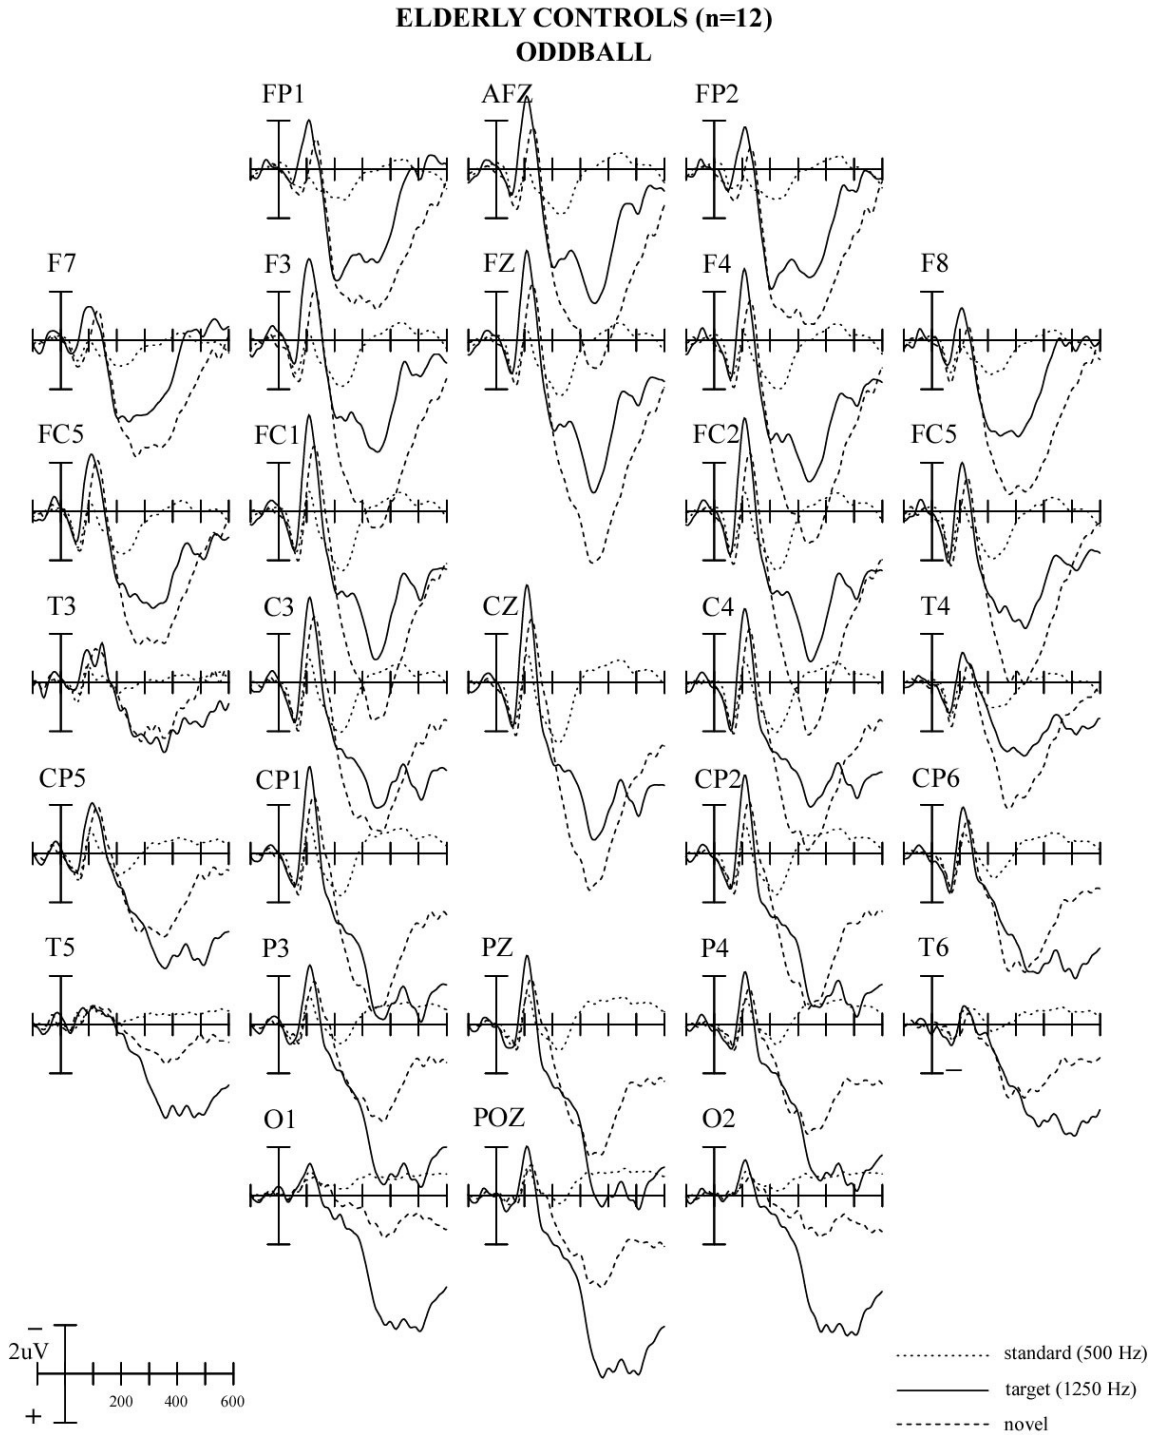 ELDERLY CONTROLS (n=12)
ODDBALL
FP1 AFZ FP2
F7 F3 FZ F4 F8
FC5 FC1 FC2 FC5
T3 C3 CZ C4 T4
CP5 CP1 CP2 CP6
T5 P3 PZ P4 T6
O1 POZ O2
−
2uV
200 400 600
+
standard (500 Hz)
target (1250 Hz)
novel